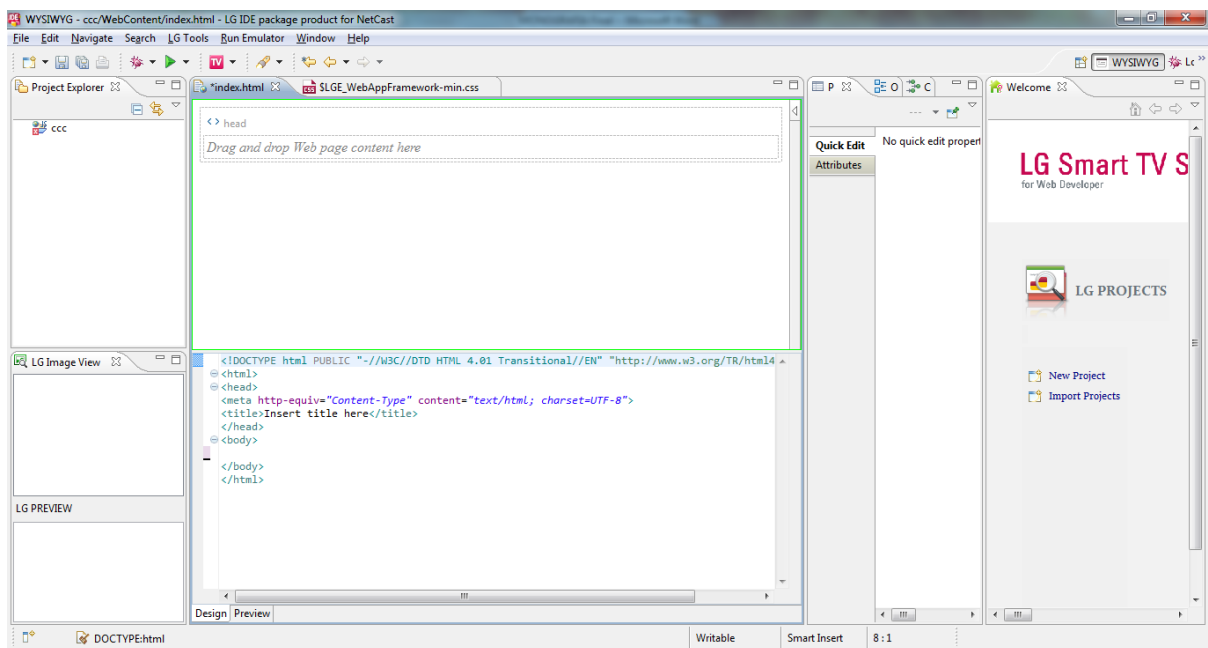 WYSIWYG - ccc/WebContent/index.html - LG IDE package product for NetCast
File Edit Navigate Search LG Tools Run Emulator Window Help
WYSIWYG Lc »
Project Explorer
*index.html
$LGE_WebAppFramework-min.css
P
O
C
Welcome
ccc
head
Drag and drop Web page content here
Quick Edit
Attributes
No quick edit propert
LG Smart TV S
for Web Developer
LG PROJECTS
New Project
Import Projects
LG Image View
LG PREVIEW
<!DOCTYPE html PUBLIC "-//W3C//DTD HTML 4.01 Transitional//EN" "http://www.w3.org/TR/html4
<html>
<head>
<meta http-equiv="Content-Type" content="text/html; charset=UTF-8">
<title>Insert title here</title>
</head>
<body>
</body>
</html>
Design Preview
DOCTYPE:html
Writable
Smart Insert
8 : 1